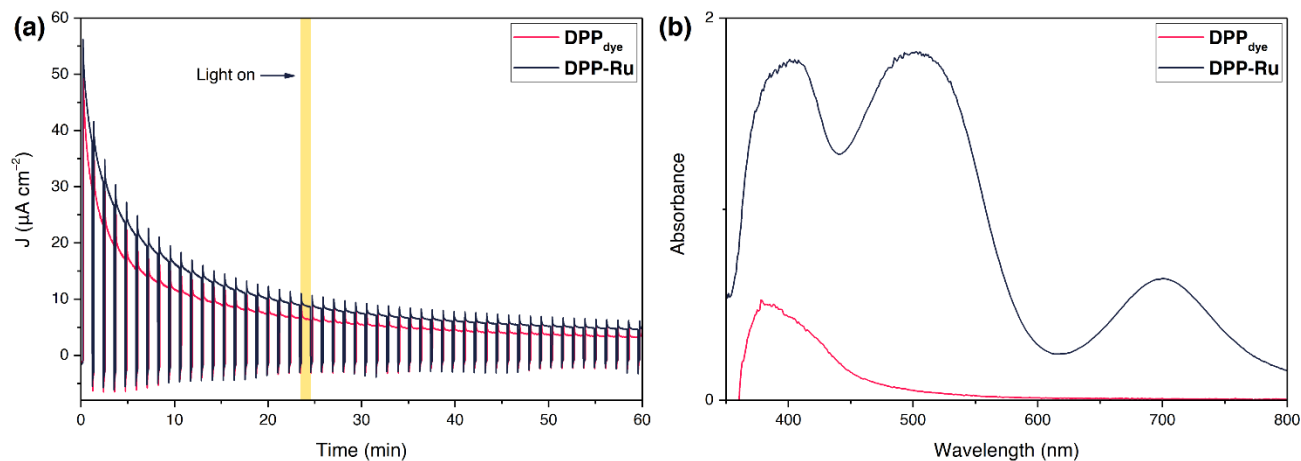 (a)
60
50
40
30
20
10
0
J (µA cm⁻²)
0
10
20
30
40
50
60
Time (min)
Light on
DPPdye
DPP-Ru
(b)
2
1
0
Absorbance
400
500
600
700
800
Wavelength (nm)
DPPdye
DPP-Ru